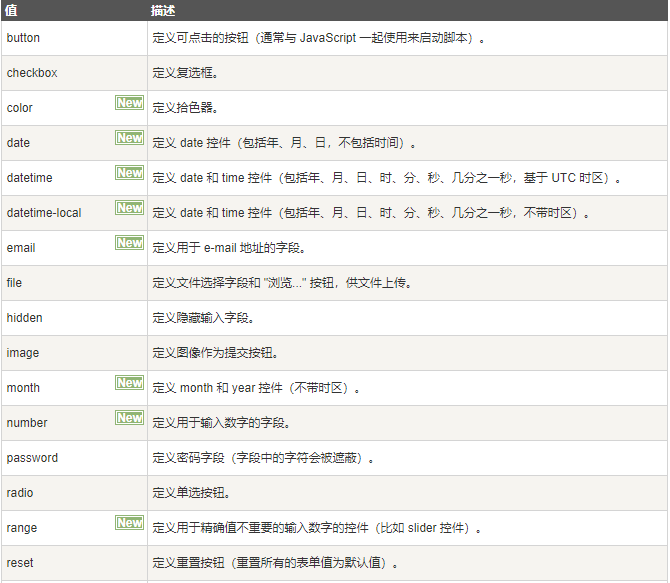 值 描述
button 定义可点击的按钮（通常与 JavaScript 一起使用来启动脚本）。
checkbox 定义复选框。
color New 定义拾色器。
date New 定义 date 控件（包括年、月、日，不包括时间）。
datetime New 定义 date 和 time 控件（包括年、月、日、时、分、秒、几分之一秒，基于 UTC 时区）。
datetime-local New 定义 date 和 time 控件（包括年、月、日、时、分、秒、几分之一秒，不带时区）。
email New 定义用于 e-mail 地址的字段。
file 定义文件选择字段和 "浏览..." 按钮，供文件上传。
hidden 定义隐藏输入字段。
image 定义图像作为提交按钮。
month New 定义 month 和 year 控件（不带时区）。
number New 定义用于输入数字的字段。
password 定义密码字段（字段中的字符会被遮蔽）。
radio 定义单选按钮。
range New 定义用于精确值不重要的输入数字的控件（比如 slider 控件）。
reset 定义重置按钮（重置所有的表单值为默认值）。